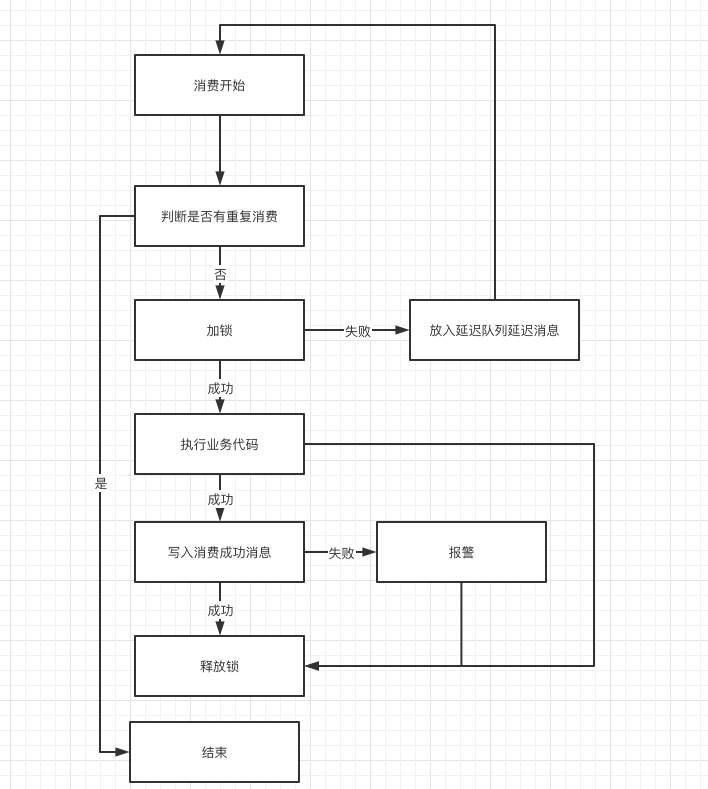 消费开始
判断是否有重复消费
否
加锁
失败
放入延迟队列延迟消息
成功
执行业务代码
是
成功
写入消费成功消息
失败
报警
成功
释放锁
结束